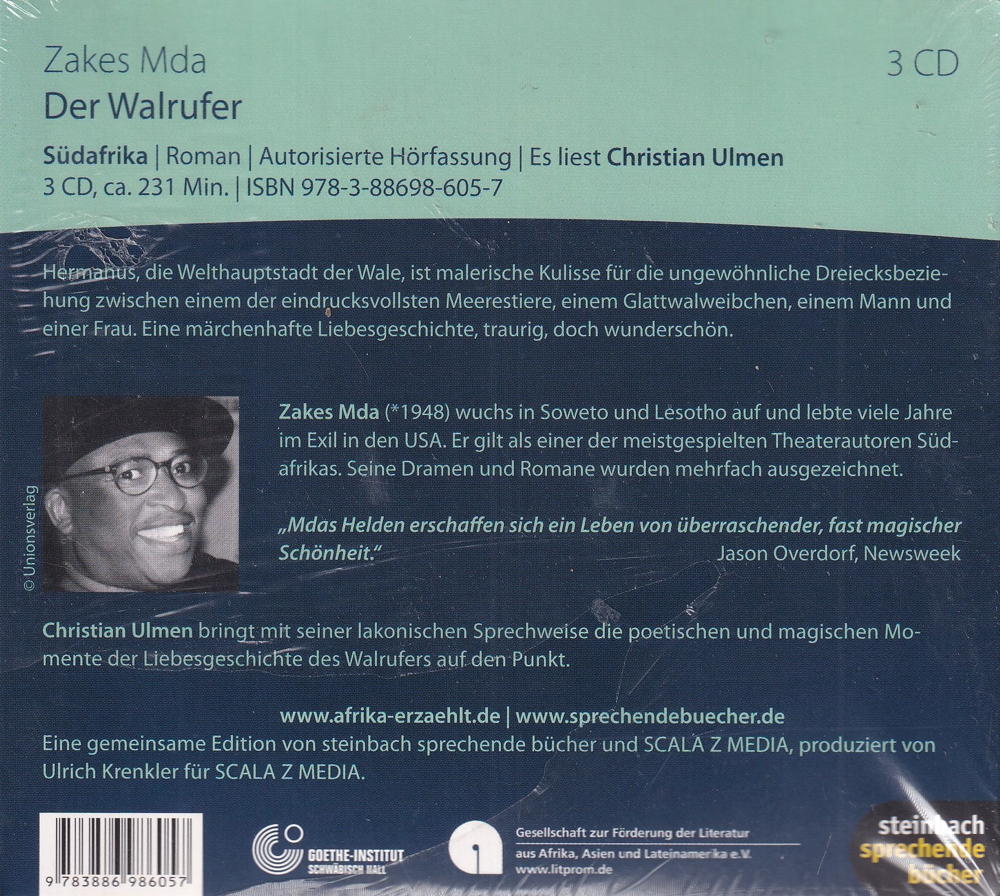 Zakes Mda
3 CD
Der Walrufer
Südafrika | Roman | Autorisierte Hörfassung | Es liest Christian Ulmen
3 CD, ca. 231 Min. | ISBN 978-3-88698-605-7
Hermanus, die Welthauptstadt der Wale, ist malerische Kulisse für die ungewöhnliche Dreiecksbezie-
hung zwischen einem der eindrucksvollsten Meerestiere, einem Glattwalweibchen, einem Mann und
einer Frau. Eine märchenhafte Liebesgeschichte, traurig, doch wunderschön.
Zakes Mda (*1948) wuchs in Soweto und Lesotho auf und lebte viele Jahre
im Exil in den USA. Er gilt als einer der meistgespielten Theaterautoren Süd-
afrikas. Seine Dramen und Romane wurden mehrfach ausgezeichnet.
© Unionsverlag
„Mdas Helden erschaffen sich ein Leben von überraschender, fast magischer
Schönheit.“ Jason Overdorf, Newsweek
Christian Ulmen bringt mit seiner lakonischen Sprechweise die poetischen und magischen Mo-
mente der Liebesgeschichte des Walrufers auf den Punkt.
www.afrika-erzaehlt.de | www.sprechendebuecher.de
Eine gemeinsame Edition von steinbach sprechende bücher und SCALA Z MEDIA, produziert von
Ulrich Krenkler für SCALA Z MEDIA.
9 783886 986057
GOETHE-INSTITUT
SCHWÄBISCH HALL
Gesellschaft zur Förderung der Literatur
aus Afrika, Asien und Lateinamerika e.V.
www.litprom.de
steinbach
sprechende
bücher